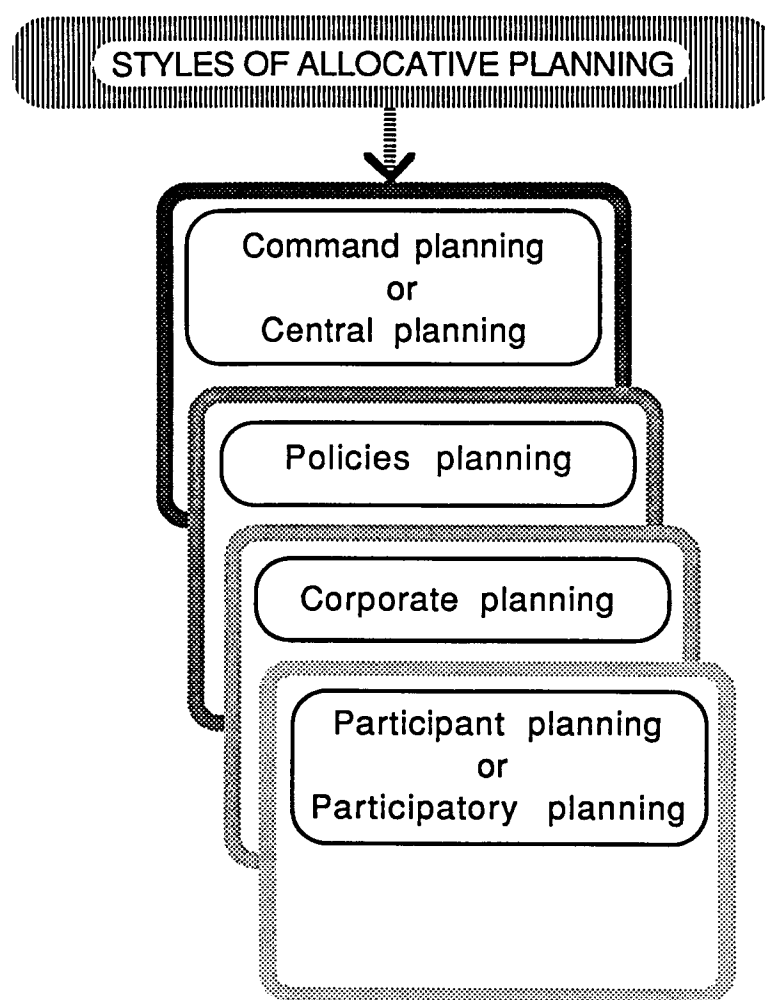 STYLES OF ALLOCATIVE PLANNING
Command planning
or
Central planning
Policies planning
Corporate planning
Participant planning
or
Participatory planning